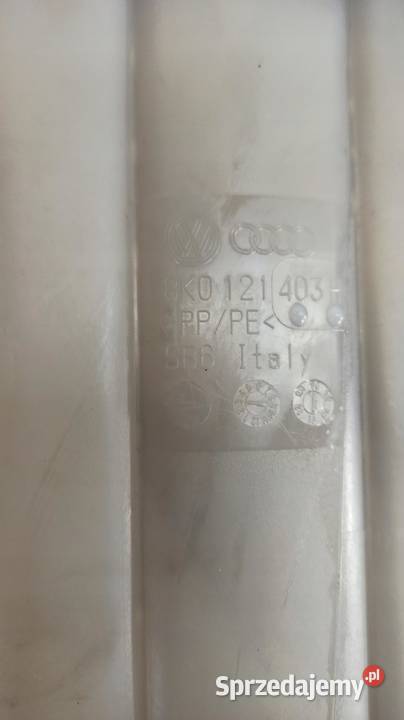 8K0 121 403
>PP/PE<
Italy
Sprzedajemy.pl